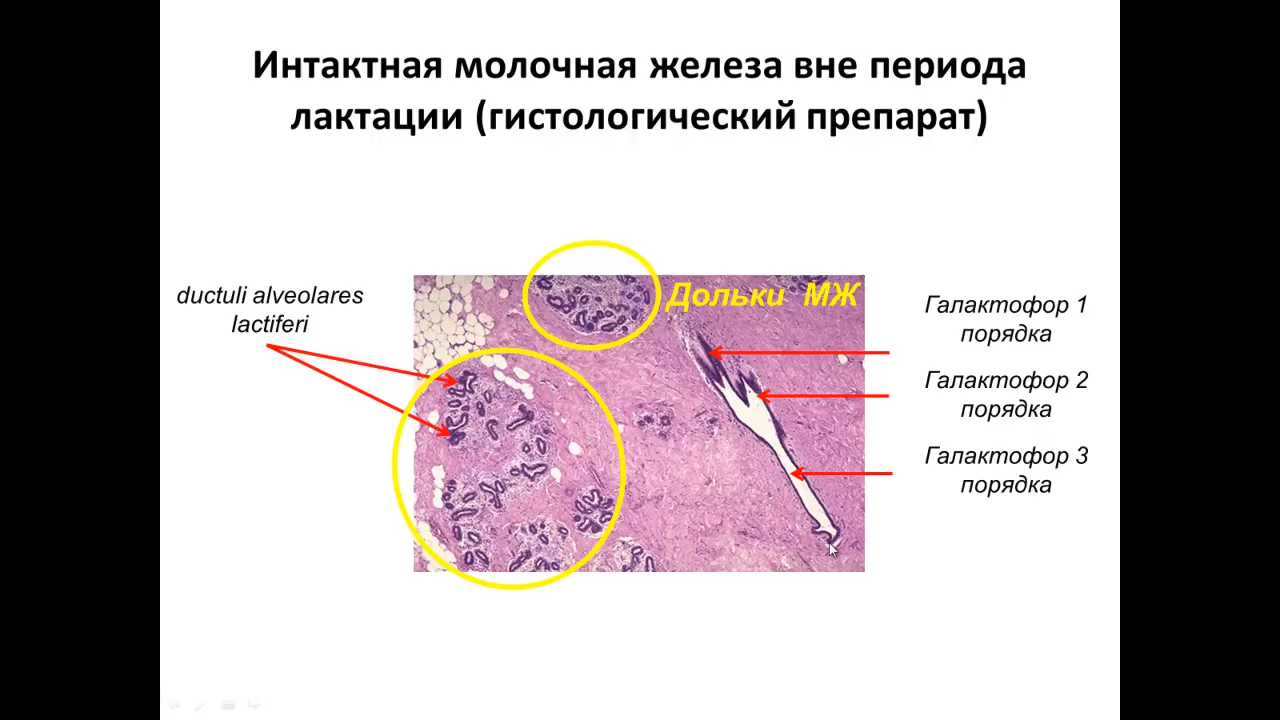 Интактная молочная железа вне периода
лактации (гистологический препарат)
ductuli alveolares
lactiferi
Дольки МЖ
Галактофор 1
порядка
Галактофор 2
порядка
Галактофор 3
порядка